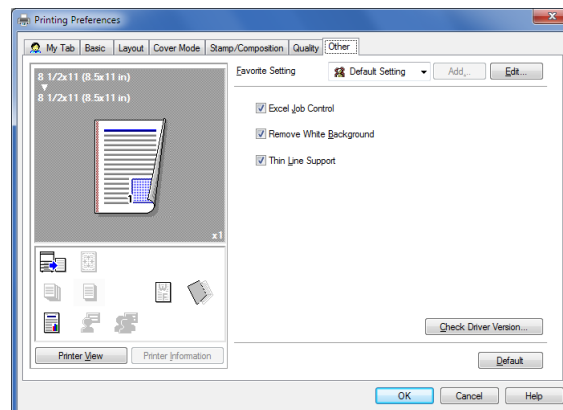 Printing Preferences
My Tab Basic Layout Cover Mode Stamp/Composition Quality Other
8 1/2x11 (8.5x11 in)
8 1/2x11 (8.5x11 in)
1
x1
Printer View Printer Information
Favorite Setting Default Setting Add... Edit...
Excel Job Control
Remove White Background
Thin Line Support
Check Driver Version...
Default
OK Cancel Help